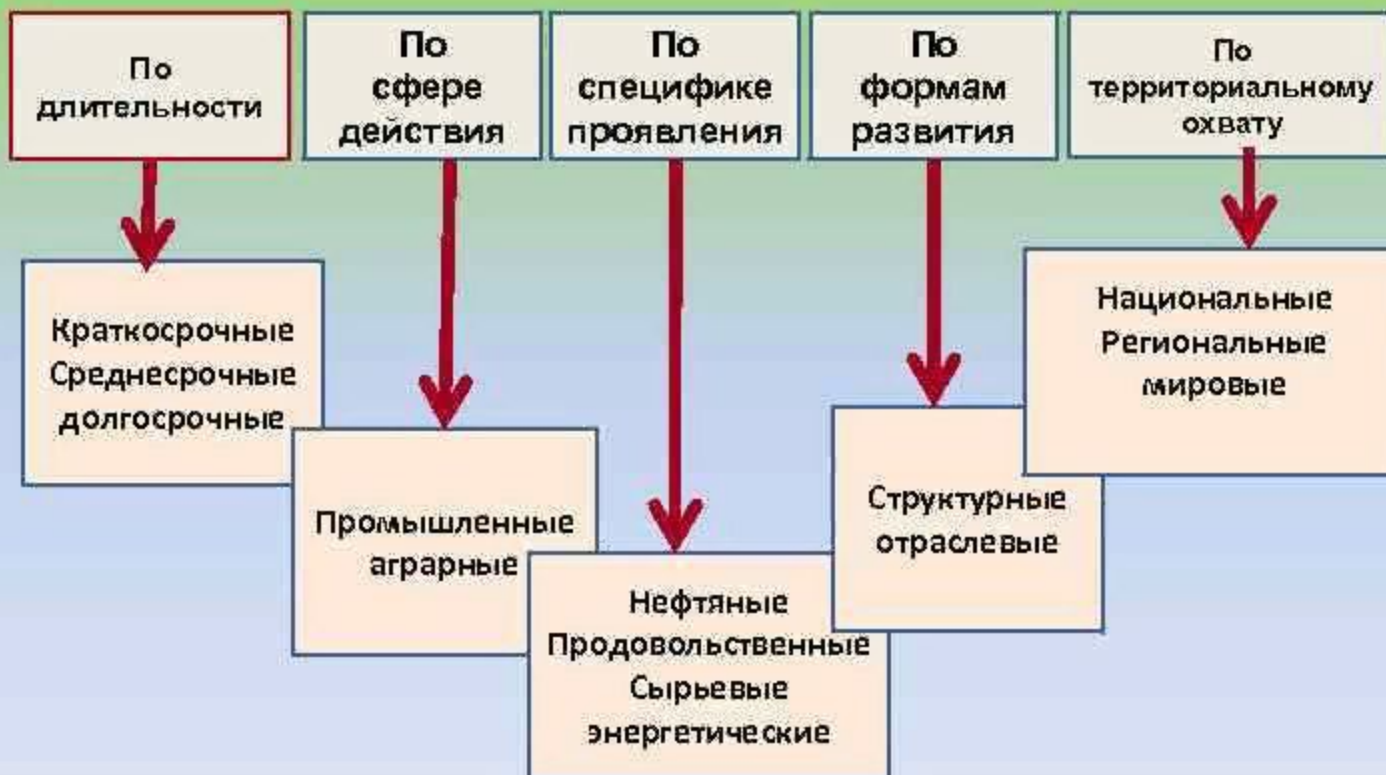 По
длительности
По
сфере
действия
По
специфике
проявления
По
формам
развития
По
территориальному
охвату
Краткосрочные
Среднесрочные
долгосрочные
Промышленные
аграрные
Нефтяные
Продовольственные
Сырьевые
энергетические
Структурные
отраслевые
Национальные
Региональные
мировые